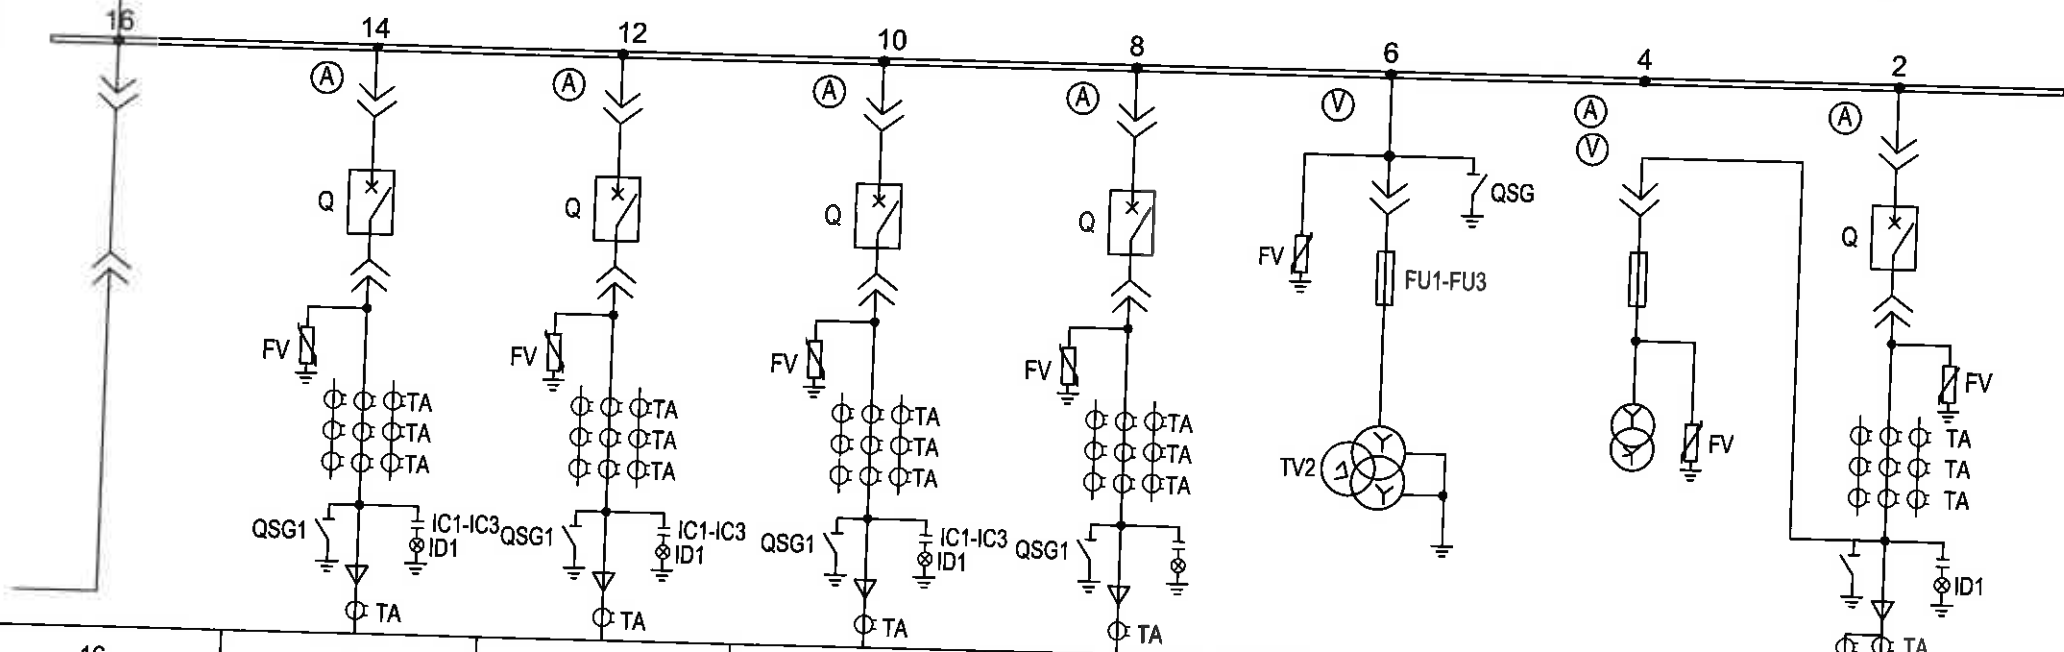 16 14 12 10 8 6 4 2
A A A A V A A
V
Q Q Q Q QSG Q
FV FU1-FU3
FV FV FV FV FV
TA TA TA TA TA
TA TA TA TA FV TA
TA TA TA TA TV2 TA
QSG1 IC1-IC3 QSG1 IC1-IC3 QSG1 IC1-IC3 QSG1
ID1 ID1 ID1 ID1
TA TA TA TA TA
16